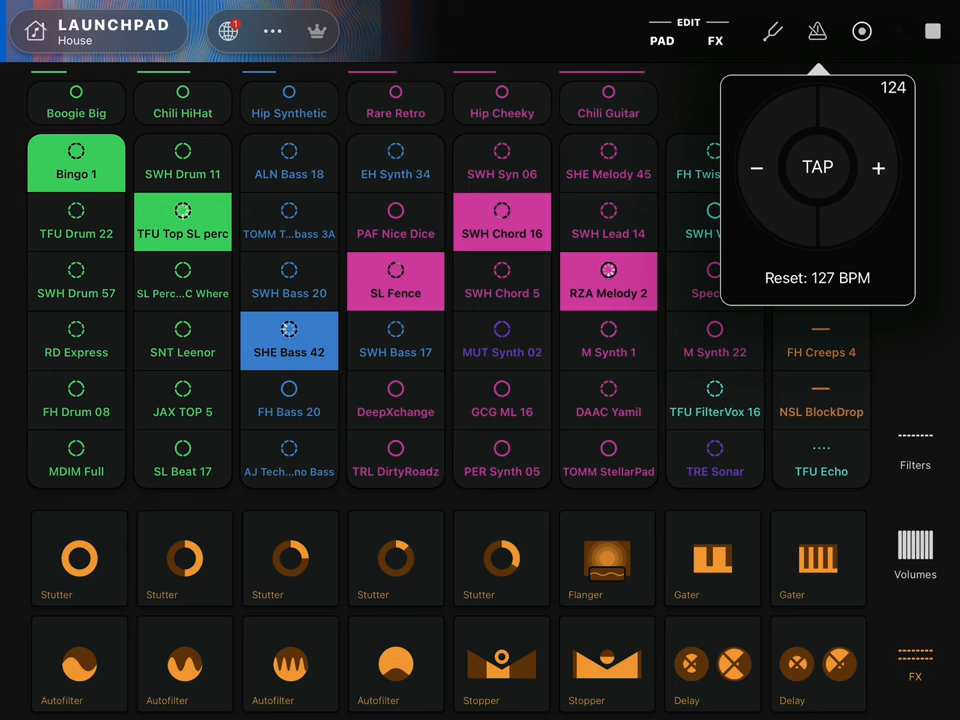 LAUNCHPAD
House
1
EDIT
PAD FX
124
Boogie Big Chili HiHat Hip Synthetic Rare Retro Hip Cheeky Chili Guitar
Bingo 1 SWH Drum 11 ALN Bass 18 EH Synth 34 SWH Syn 06 SHE Melody 45 FH Twis
- TAP +
TFU Drum 22 TFU Top SL perc TOMM T...bass 3A PAF Nice Dice SWH Chord 16 SWH Lead 14 SWH V
Reset: 127 BPM
SWH Drum 57 SL Perc...C Where SWH Bass 20 SL Fence SWH Chord 5 RZA Melody 2 Spec
RD Express SNT Leenor SHE Bass 42 SWH Bass 17 MUT Synth 02 M Synth 1 M Synth 22 FH Creeps 4
FH Drum 08 JAX TOP 5 FH Bass 20 DeepXchange GCG ML 16 DAAC Yamil TFU FilterVox 16 NSL BlockDrop
Filters
MDIM Full SL Beat 17 AJ Tech...no Bass TRL DirtyRoadz PER Synth 05 TOMM StellarPad TRE Sonar TFU Echo
Volumes
Stutter Stutter Stutter Stutter Stutter Flanger Gater Gater
FX
Autofilter Autofilter Autofilter Autofilter Stopper Stopper Delay Delay